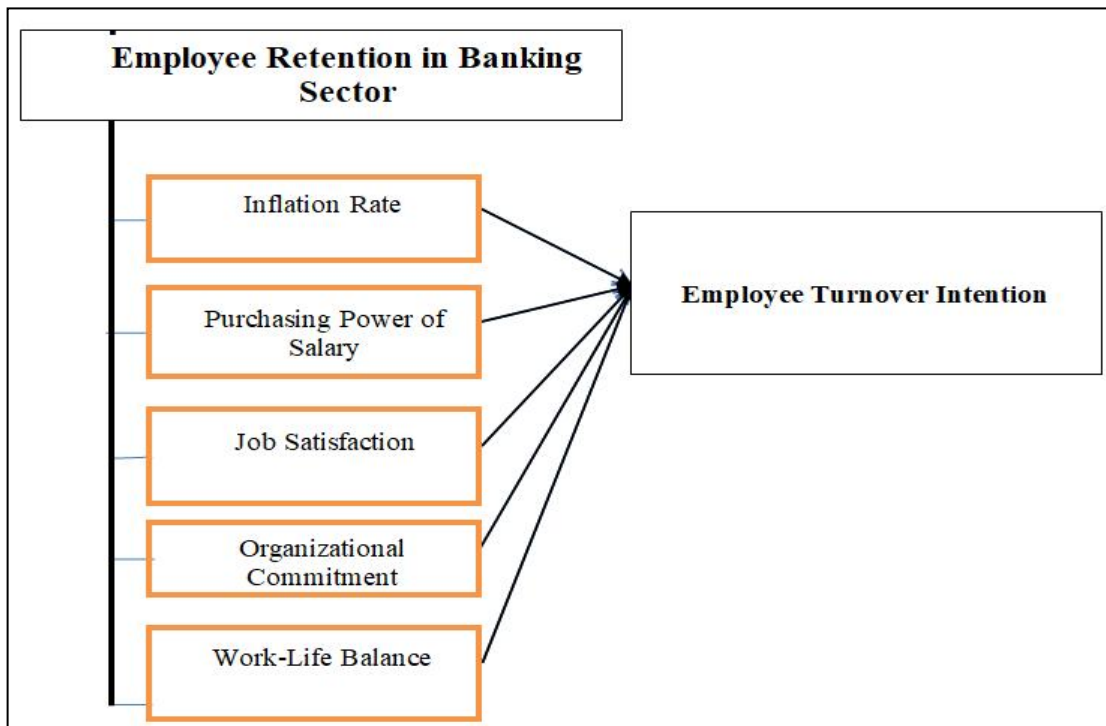 Employee Retention in Banking
Sector
Inflation Rate
Purchasing Power of
Salary
Job Satisfaction
Organizational
Commitment
Work-Life Balance
Employee Turnover Intention